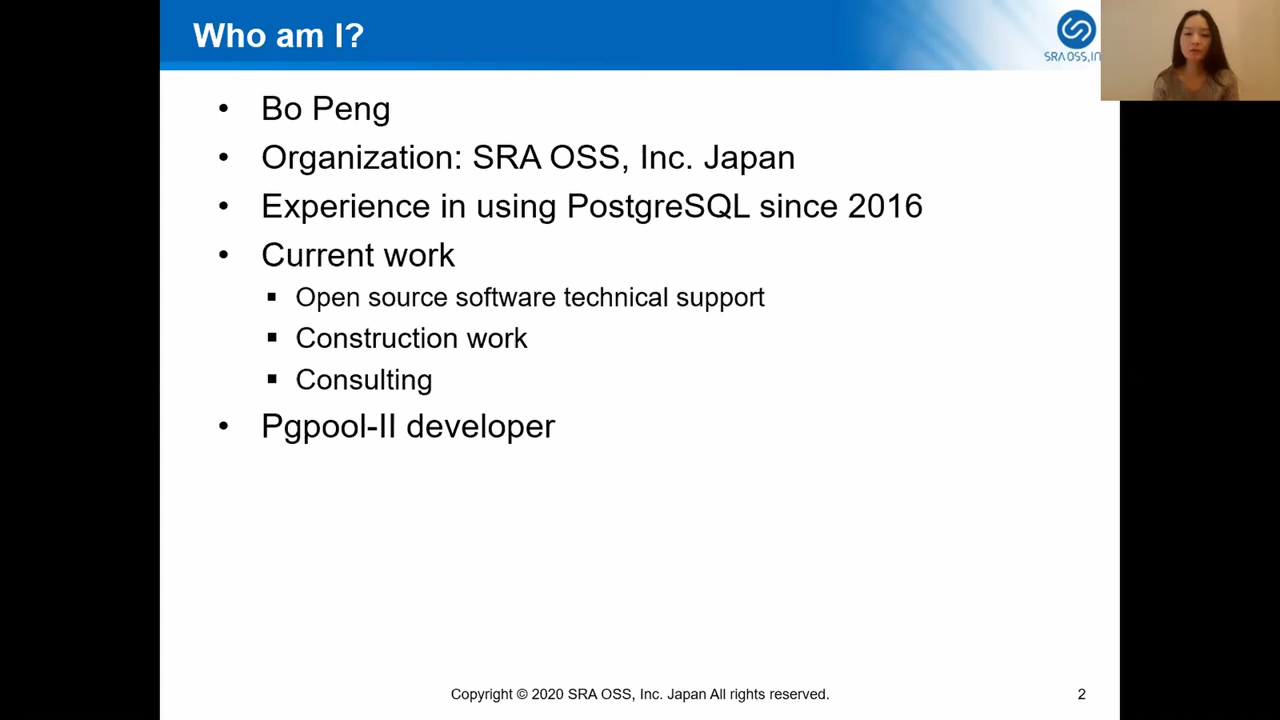 Who am I?
SRA OSS, IN
• Bo Peng
• Organization: SRA OSS, Inc. Japan
• Experience in using PostgreSQL since 2016
• Current work
▪ Open source software technical support
▪ Construction work
▪ Consulting
• Pgpool-II developer
Copyright © 2020 SRA OSS, Inc. Japan All rights reserved.
2